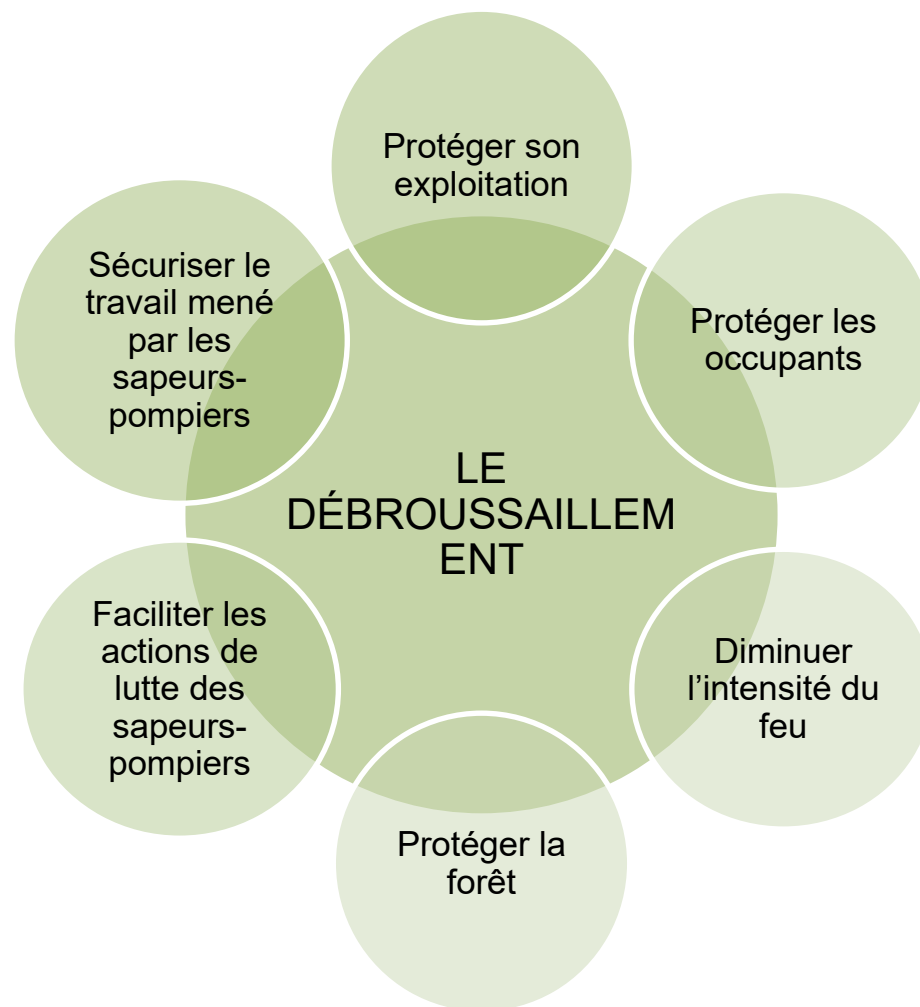 Protéger son
exploitation
Protéger les
occupants
Diminuer
l’intensité du
feu
Protéger la
forêt
Faciliter les
actions de
lutte des
sapeurs-
pompiers
Sécuriser le
travail mené
par les
sapeurs-
pompiers
LE
DÉBROUSSAILLEM
ENT